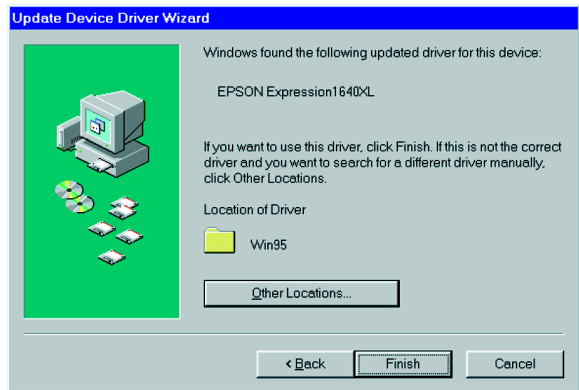 Update Device Driver Wizard
Windows found the following updated driver for this device:
EPSON Expression1640XL
If you want to use this driver, click Finish. If this is not the correct
driver and you want to search for a different driver manually,
click Other Locations.
Location of Driver
Win95
Other Locations...
< Back
Finish
Cancel